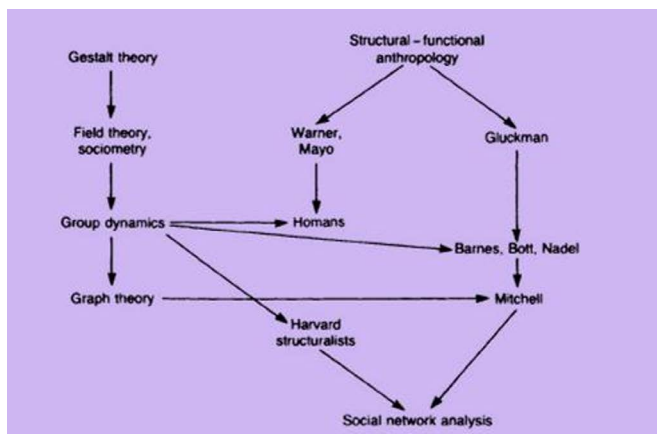 Structural – functional
anthropology
Gestalt theory
Field theory,
sociometry
Warner,
Mayo
Gluckman
Group dynamics
Homans
Barnes, Bott, Nadel
Graph theory
Mitchell
Harvard
structuralists
Social network analysis